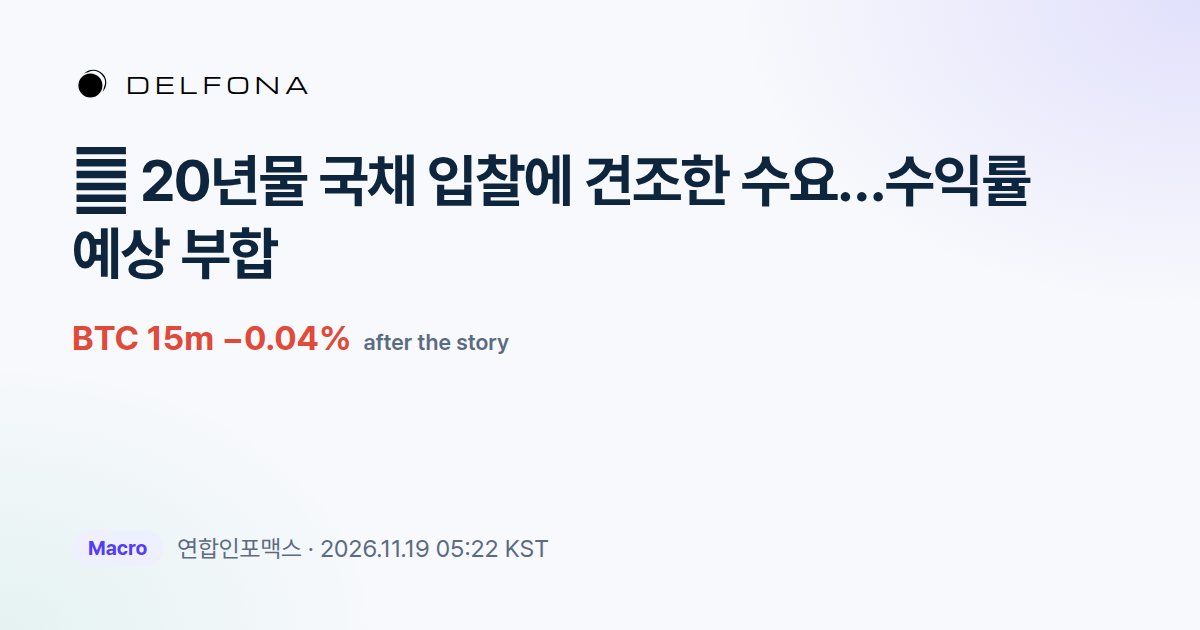 DELFONA
20년물 국채 입찰에 견조한 수요…수익률
예상 부합
BTC 15m −0.04% after the story
Macro 연합인포맥스 · 2026.11.19 05:22 KST